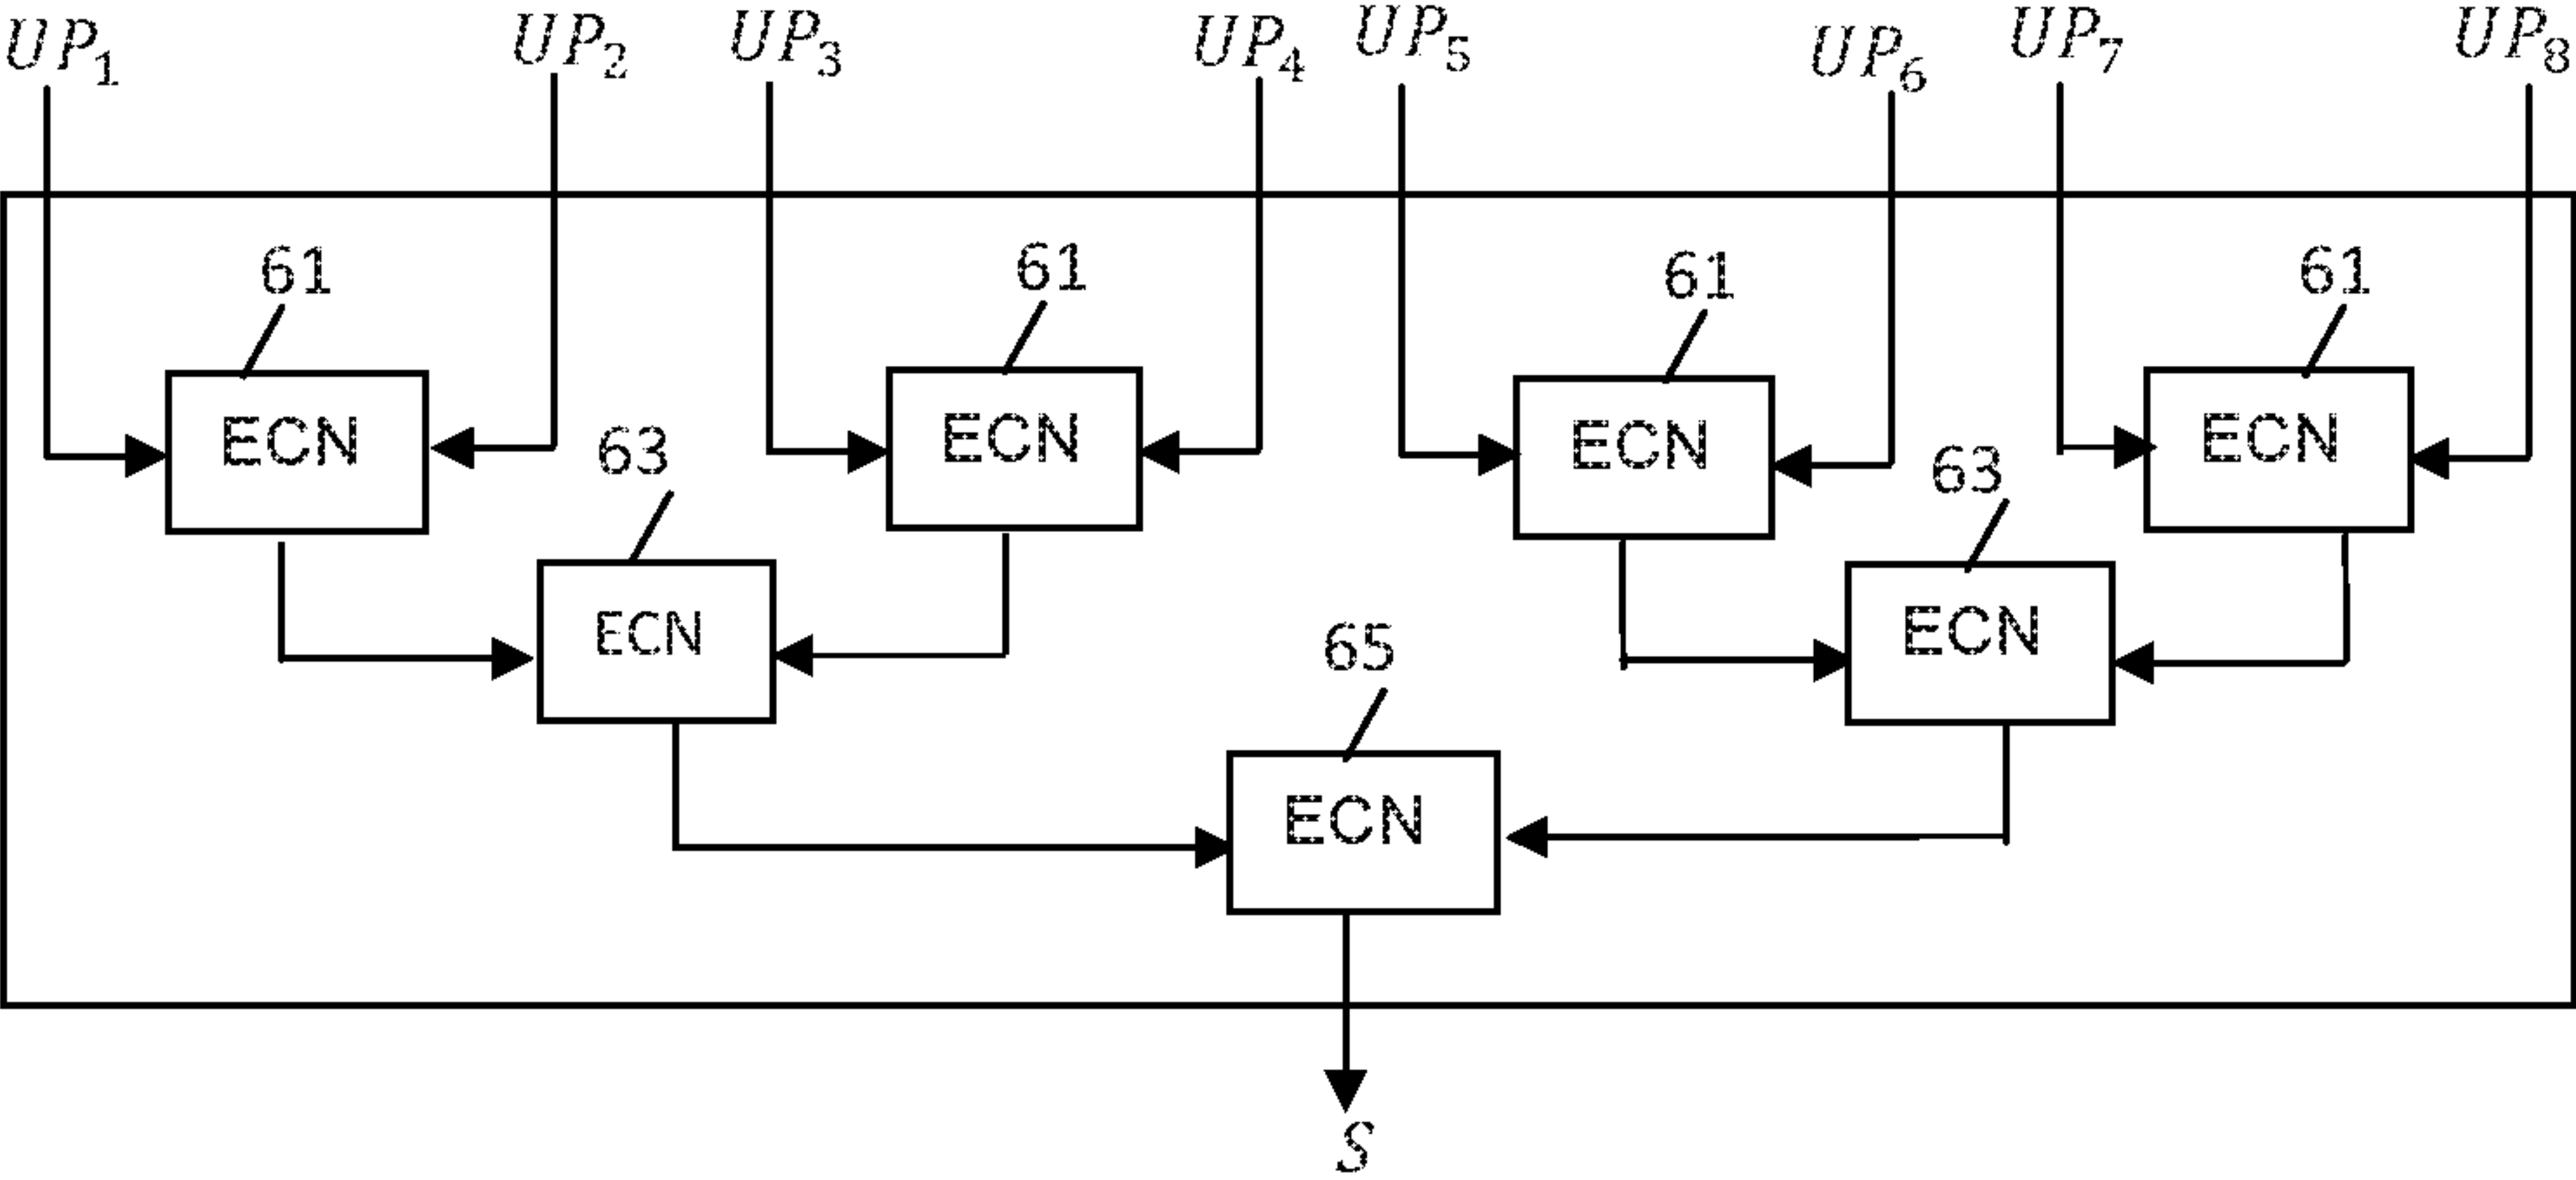 UP1 UP2 UP3 UP4 UP5 UP6 UP7 UP8
61 61 61 61
ECN ECN ECN ECN
63 63
ECN ECN
65
ECN
S